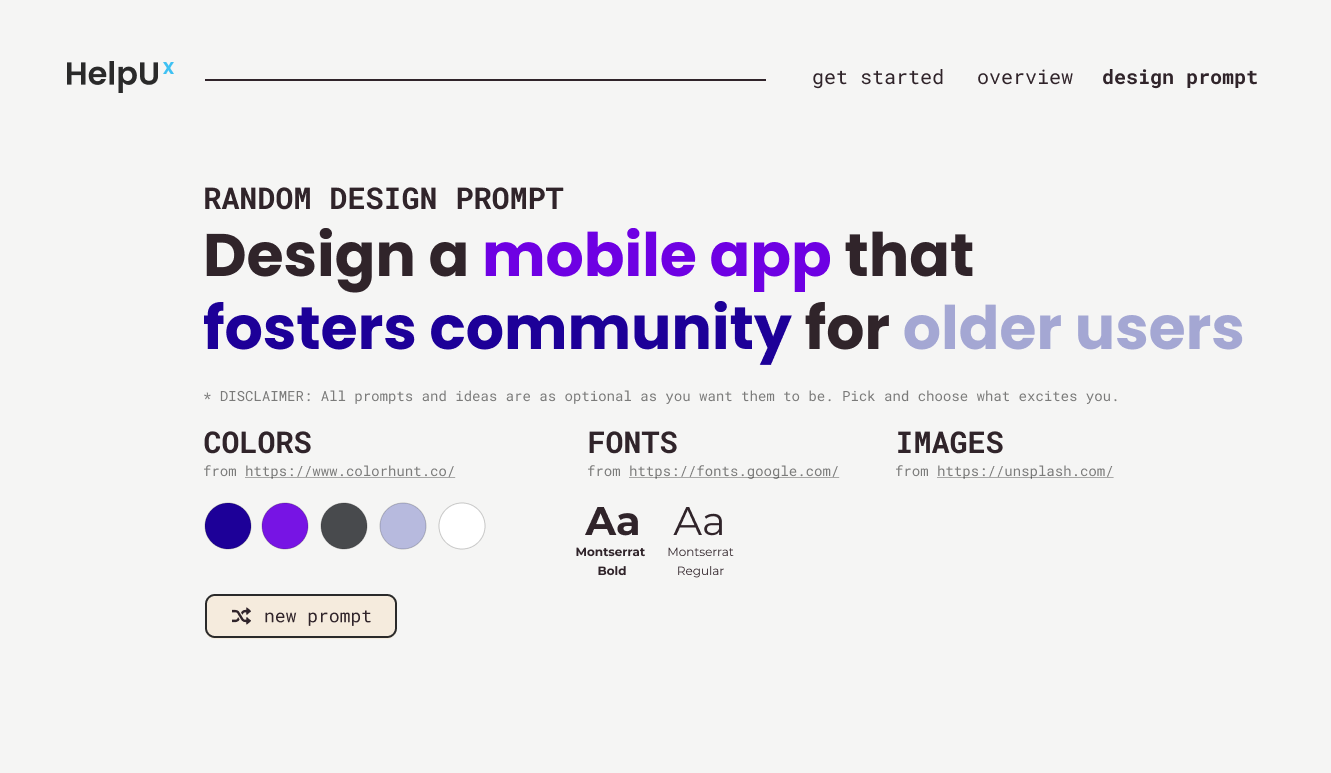 HelpUx
get started overview design prompt
RANDOM DESIGN PROMPT
Design a mobile app that
fosters community for older users
* DISCLAIMER: All prompts and ideas are as optional as you want them to be. Pick and choose what excites you.
COLORS
from https://www.colorhunt.co/
FONTS
from https://fonts.google.com/
IMAGES
from https://unsplash.com/
Aa
Montserrat
Bold
Aa
Montserrat
Regular
new prompt